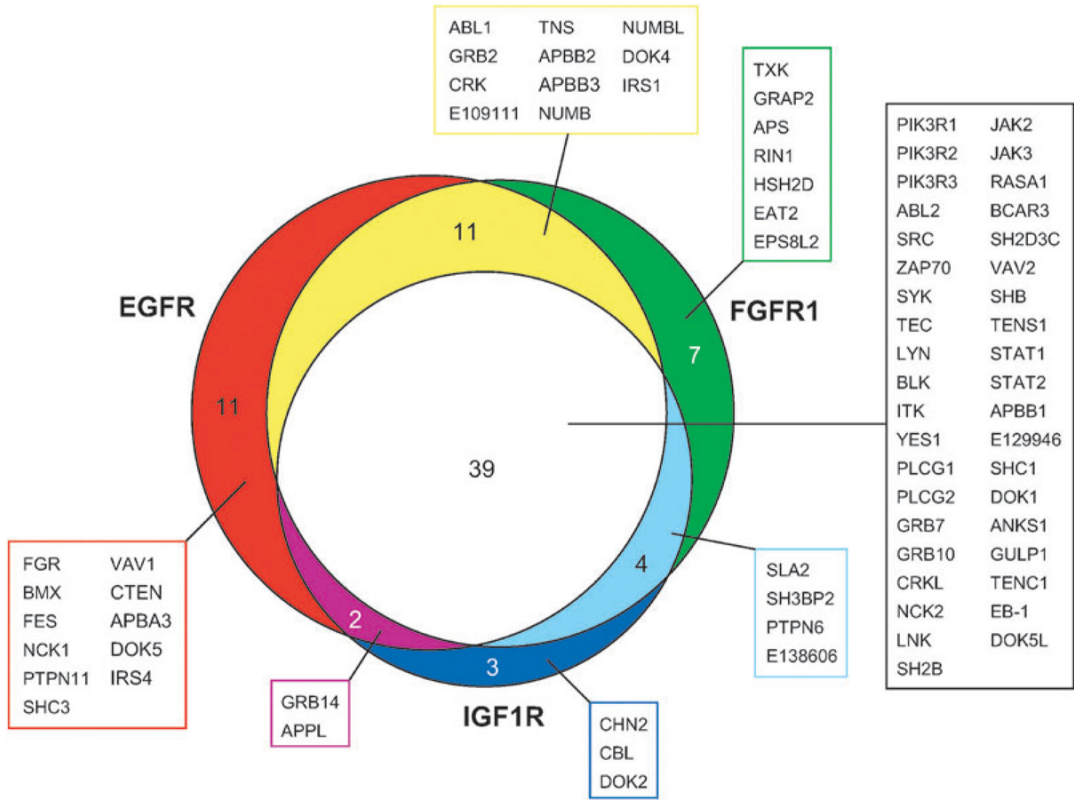 ABL1 TNS NUMBL
GRB2 APBB2 DOK4
CRK APBB3 IRS1
E109111 NUMB
TXK
GRAP2
APS
RIN1
HSH2D
EAT2
EPS8L2
PIK3R1 JAK2
PIK3R2 JAK3
PIK3R3 RASA1
ABL2 BCAR3
SRC SH2D3C
ZAP70 VAV2
SYK SHB
TEC TENS1
LYN STAT1
BLK STAT2
ITK APBB1
YES1 E129946
PLCG1 SHC1
PLCG2 DOK1
GRB7 ANKS1
GRB10 GULP1
CRKL TENC1
NCK2 EB-1
LNK DOK5L
SH2B
11
EGFR
FGFR1
7
11
39
4
2
3
IGF1R
FGR VAV1
BMX CTEN
FES APBA3
NCK1 DOK5
PTPN11 IRS4
SHC3
GRB14
APPL
CHN2
CBL
DOK2
SLA2
SH3BP2
PTPN6
E138606